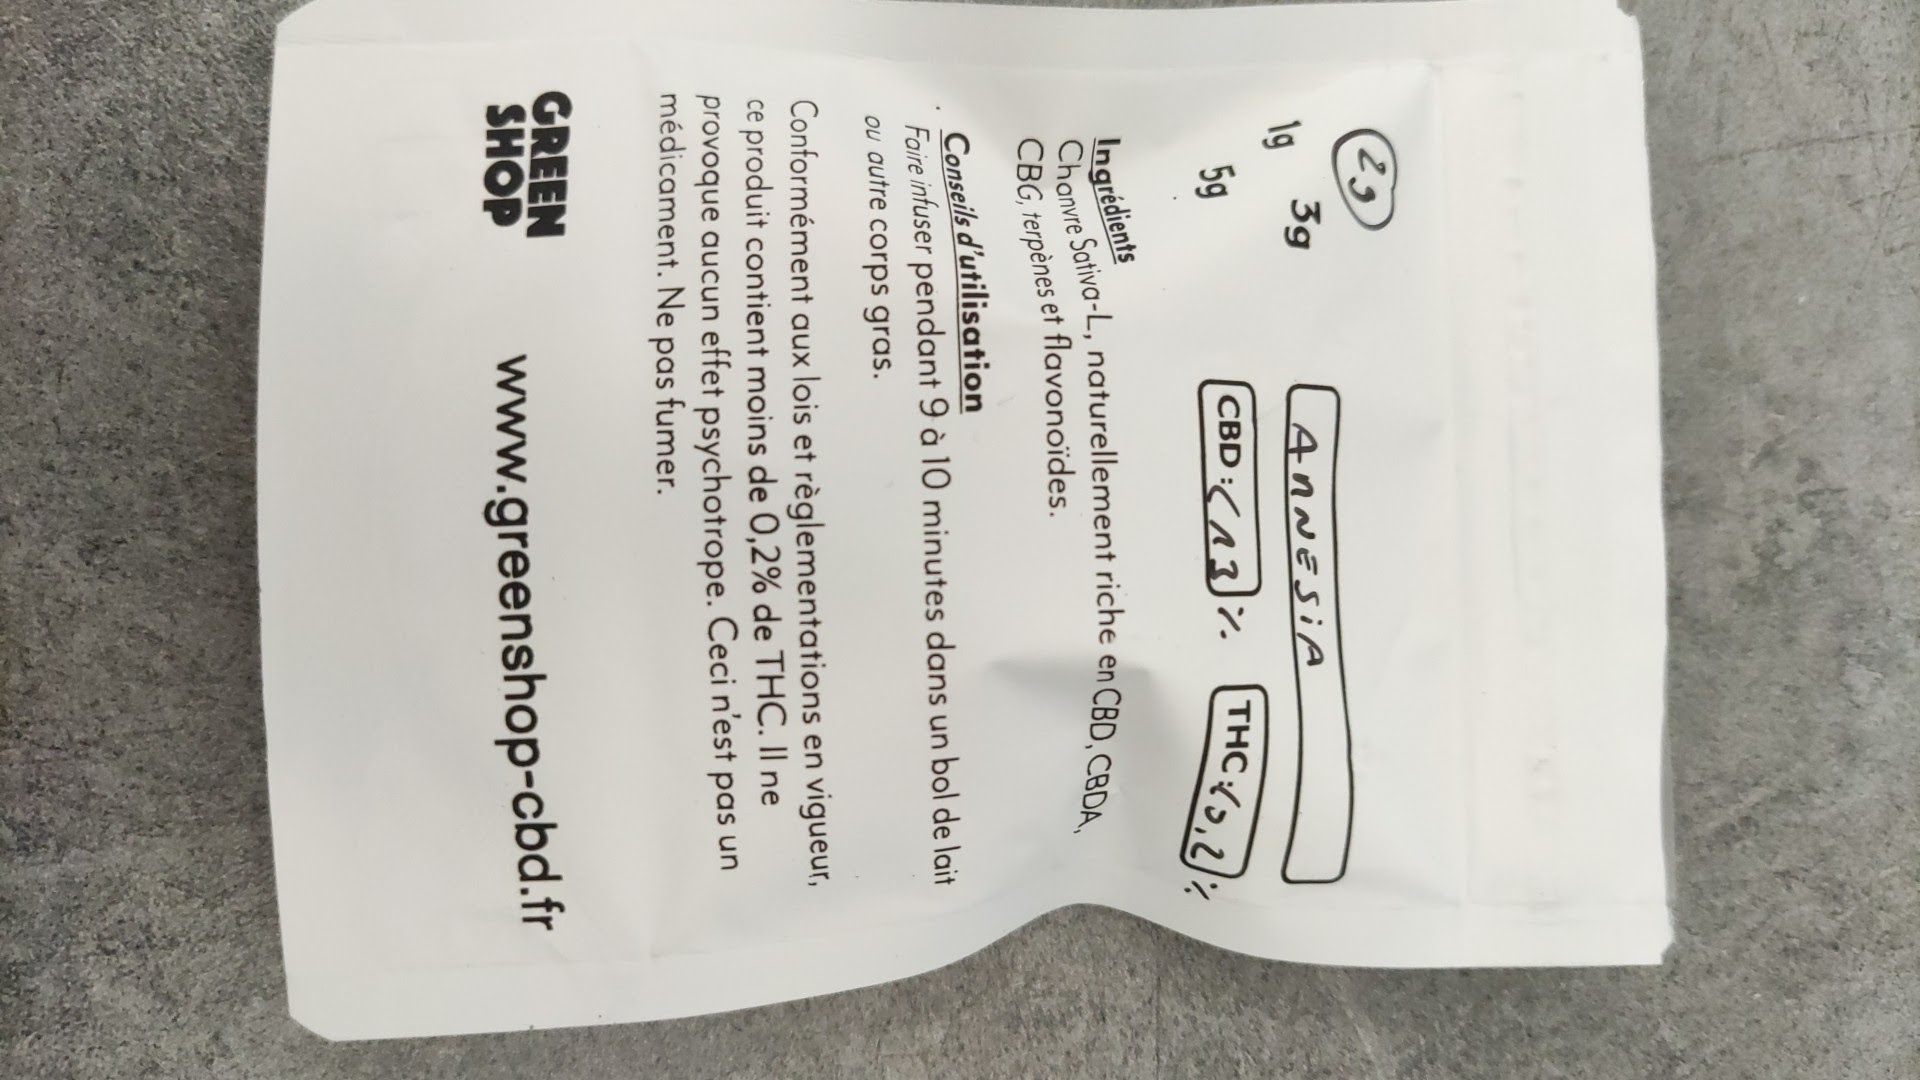 2g
1g 3g
5g
AnnESiA
CBD : <13 % THC : <0,2 %
Ingrédients
Chanvre Sativa-L, naturellement riche en CBD, CBDA,
CBG, terpènes et flavonoïdes.
Conseils d'utilisation
Faire infuser pendant 9 à 10 minutes dans un bol de lait
ou autre corps gras.
Conformément aux lois et règlementations en vigueur,
ce produit contient moins de 0,2% de THC. Il ne
provoque aucun effet psychotrope. Ceci n'est pas un
médicament. Ne pas fumer.
GREEN
SHOP
www.greenshop-cbd.fr